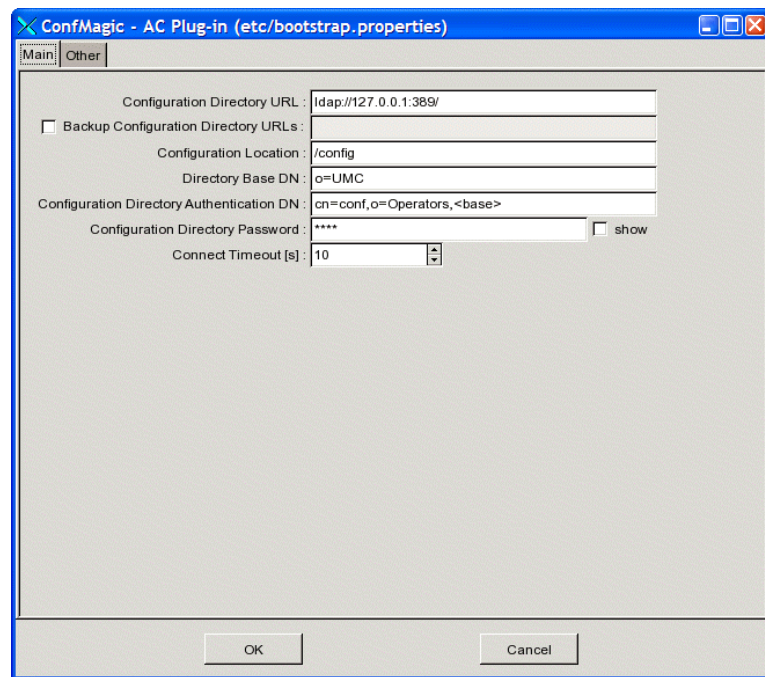 ConfMagic - AC Plug-in (etc/bootstrap.properties)
Main Other
Configuration Directory URL : ldap://127.0.0.1:389/
Backup Configuration Directory URLs :
Configuration Location : /config
Directory Base DN : o=UMC
Configuration Directory Authentication DN : cn=conf,o=Operators,<base>
Configuration Directory Password : **** show
Connect Timeout [s] : 10
OK Cancel